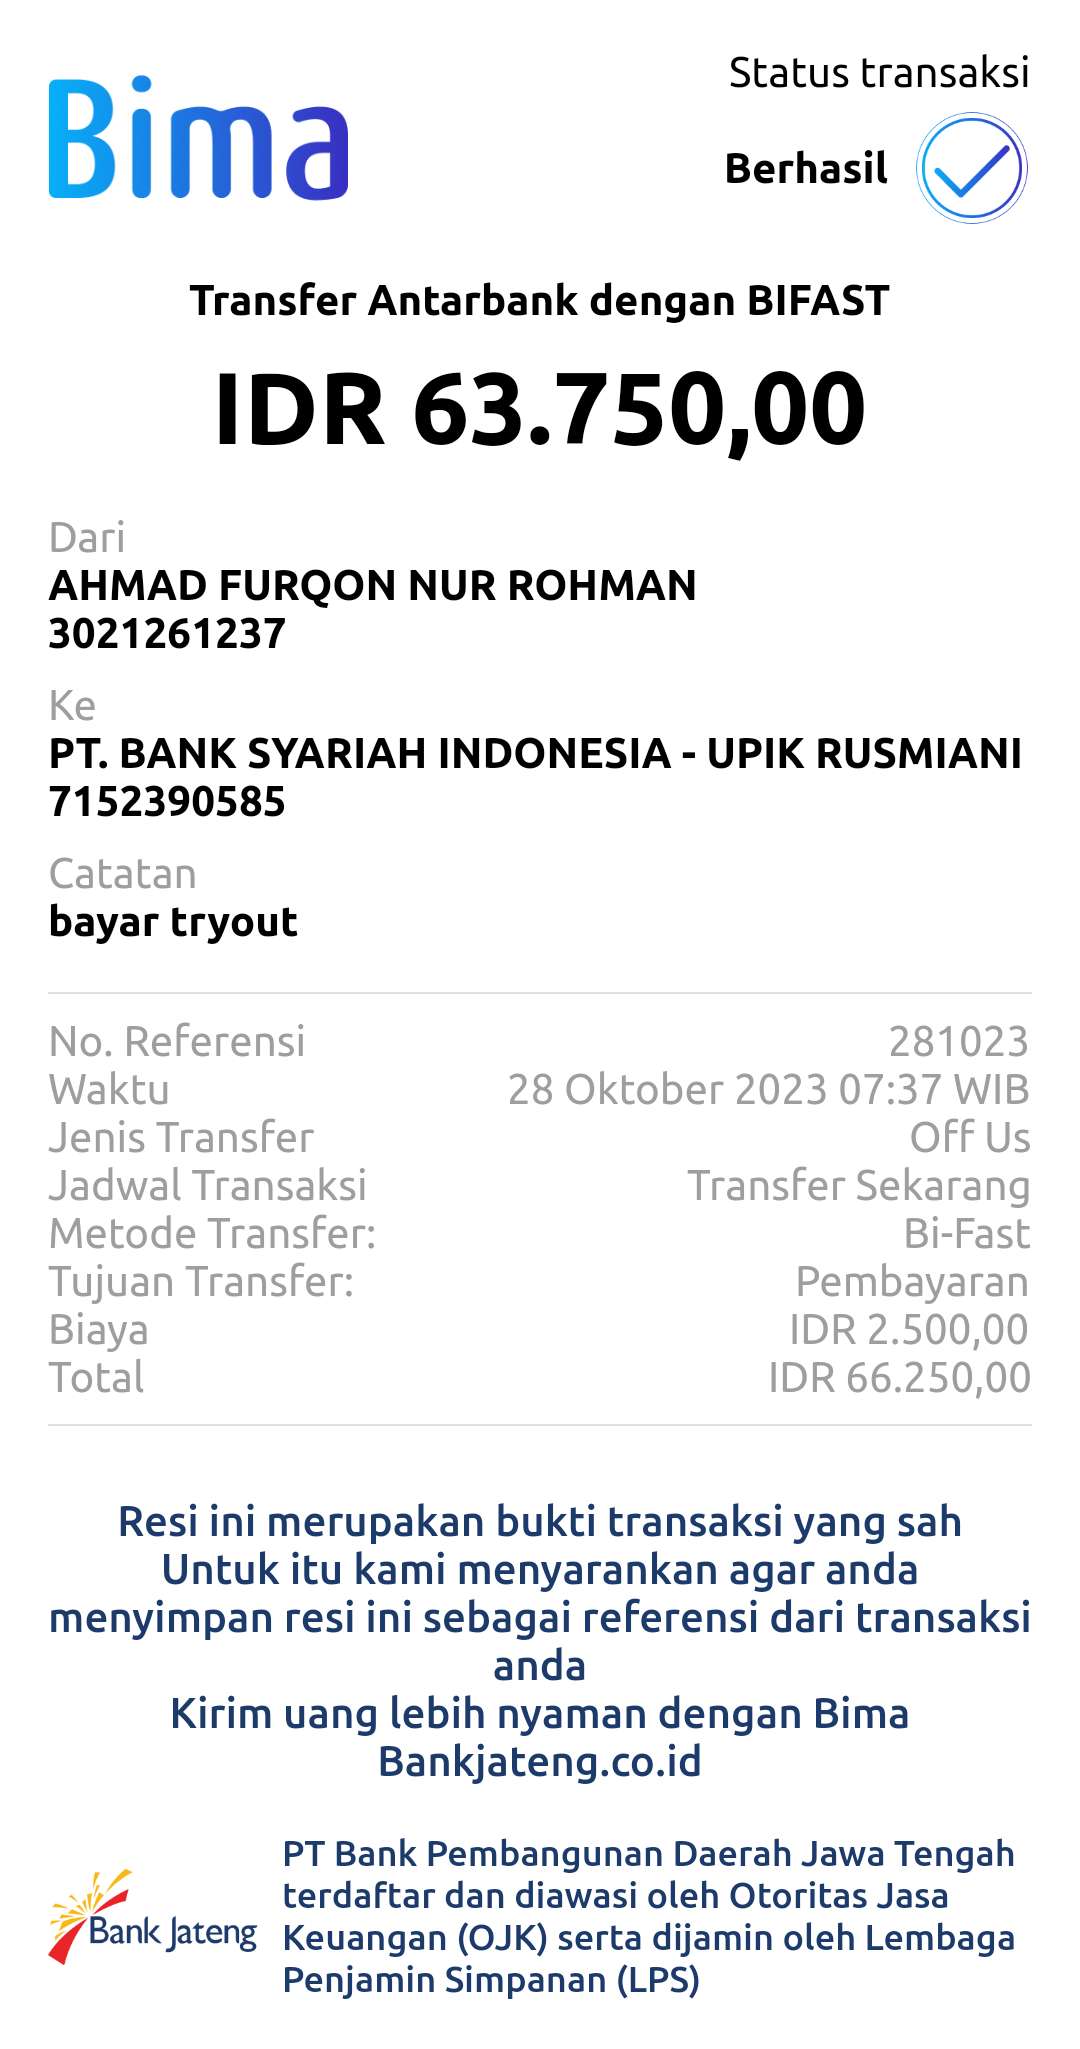 Bima
Status transaksi
Berhasil
Transfer Antarbank dengan BIFAST
IDR 63.750,00
Dari
AHMAD FURQON NUR ROHMAN
3021261237
Ke
PT. BANK SYARIAH INDONESIA - UPIK RUSMIANI
7152390585
Catatan
bayar tryout
No. Referensi 281023
Waktu 28 Oktober 2023 07:37 WIB
Jenis Transfer Off Us
Jadwal Transaksi Transfer Sekarang
Metode Transfer: Bi-Fast
Tujuan Transfer: Pembayaran
Biaya IDR 2.500,00
Total IDR 66.250,00
Resi ini merupakan bukti transaksi yang sah
Untuk itu kami menyarankan agar anda
menyimpan resi ini sebagai referensi dari transaksi
anda
Kirim uang lebih nyaman dengan Bima
Bankjateng.co.id
Bank Jateng
PT Bank Pembangunan Daerah Jawa Tengah
terdaftar dan diawasi oleh Otoritas Jasa
Keuangan (OJK) serta dijamin oleh Lembaga
Penjamin Simpanan (LPS)